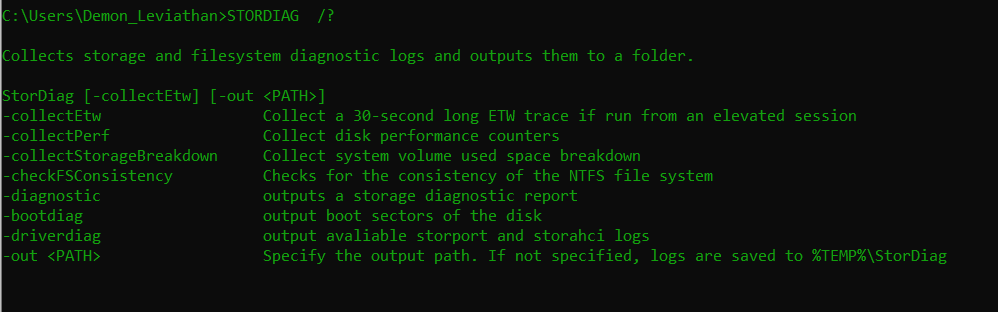 C:\Users\Demon_Leviathan>STORDIAG  /?
Collects storage and filesystem diagnostic logs and outputs them to a folder.
StorDiag [-collectEtw] [-out <PATH>]
-collectEtw                Collect a 30-second long ETW trace if run from an elevated session
-collectPerf               Collect disk performance counters
-collectStorageBreakdown   Collect system volume used space breakdown
-checkFSConsistency        Checks for the consistency of the NTFS file system
-diagnostic                outputs a storage diagnostic report
-bootdiag                  output boot sectors of the disk
-driverdiag                output avaliable storport and storahci logs
-out <PATH>                Specify the output path. If not specified, logs are saved to %TEMP%\StorDiag